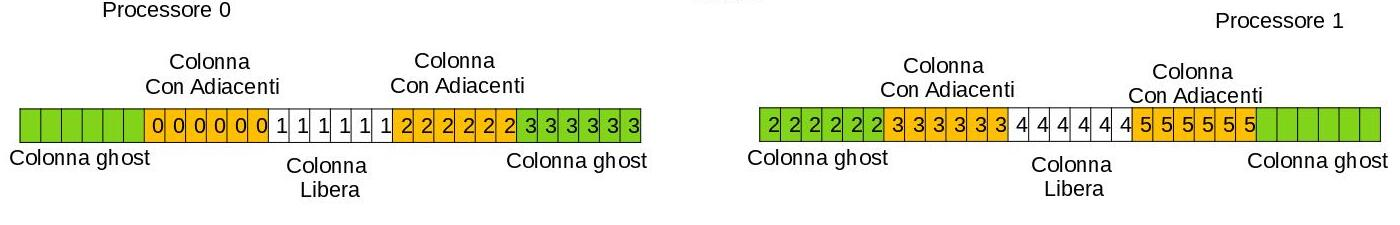 Processore 0
Processore 1
Colonna
Con Adiacenti
Colonna
Con Adiacenti
Colonna
Con Adiacenti
Colonna
Con Adiacenti
0 0 0 0 0 0 1 1 1 1 1 1 2 2 2 2 2 2 3 3 3 3 3 3
2 2 2 2 2 2 3 3 3 3 3 3 4 4 4 4 4 4 5 5 5 5 5 5
Colonna ghost
Colonna
Libera
Colonna ghost
Colonna ghost
Colonna
Libera
Colonna ghost